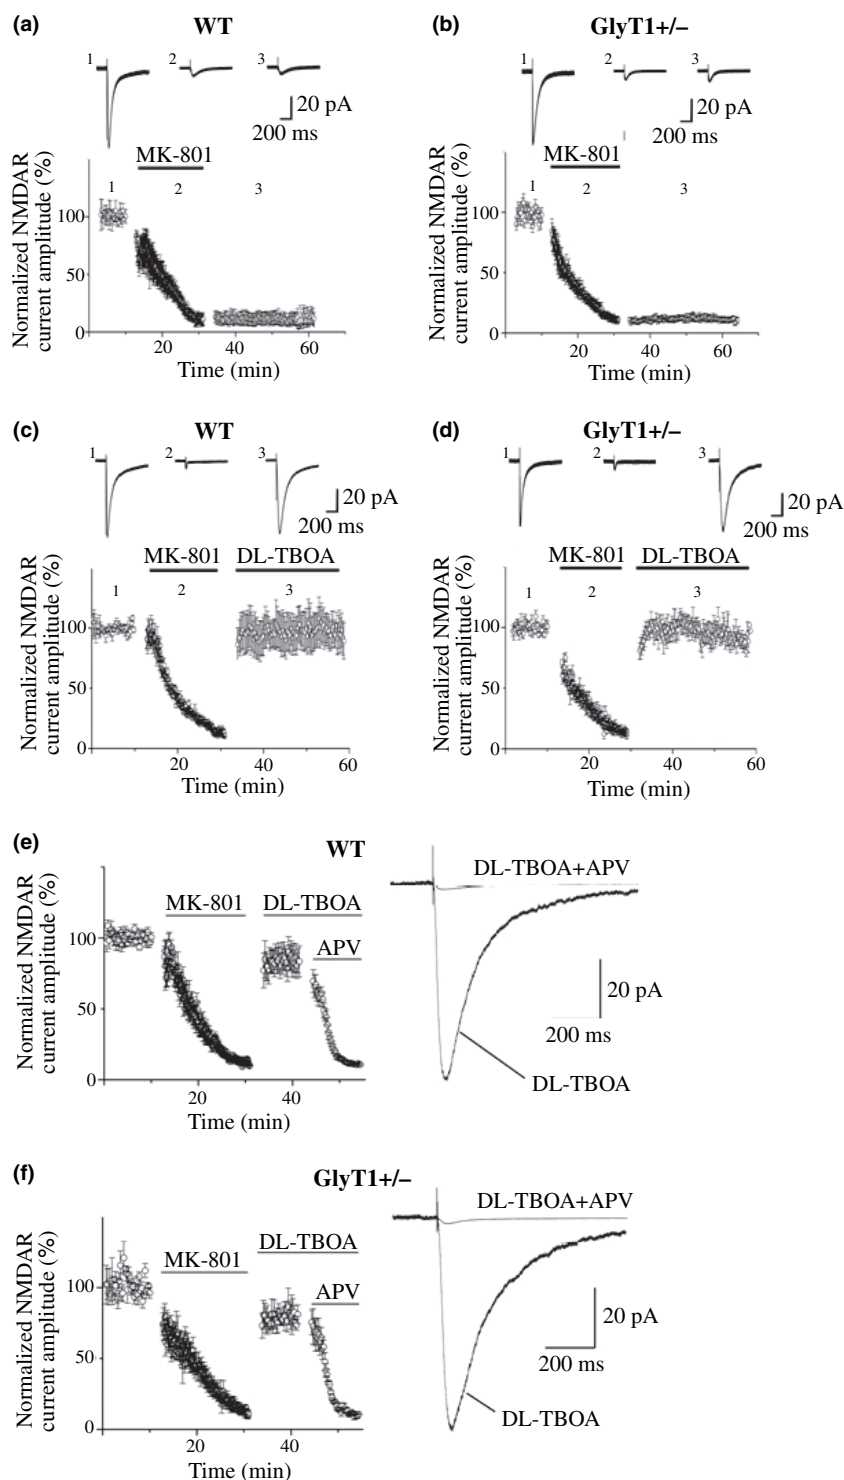 (a)
WT
1
2
3
20 pA
200 ms
MK-801
1
2
3
100
50
0
20
40
60
Time (min)
Normalized NMDAR
current amplitude (%)
(b)
GlyT1+/–
1
2
3
20 pA
200 ms
MK-801
1
2
3
100
50
0
20
40
60
Time (min)
Normalized NMDAR
current amplitude (%)
(c)
WT
1
2
3
20 pA
200 ms
MK-801
DL-TBOA
1
2
3
100
50
0
20
40
60
Time (min)
Normalized NMDAR
current amplitude (%)
(d)
GlyT1+/–
1
2
3
20 pA
200 ms
MK-801
DL-TBOA
1
2
3
100
50
0
20
40
60
Time (min)
Normalized NMDAR
current amplitude (%)
(e)
WT
MK-801
DL-TBOA
APV
100
50
0
20
40
Time (min)
Normalized NMDAR
current amplitude (%)
DL-TBOA+APV
20 pA
200 ms
DL-TBOA
(f)
GlyT1+/–
MK-801
DL-TBOA
APV
100
50
0
20
40
Time (min)
Normalized NMDAR
current amplitude (%)
DL-TBOA+APV
20 pA
200 ms
DL-TBOA